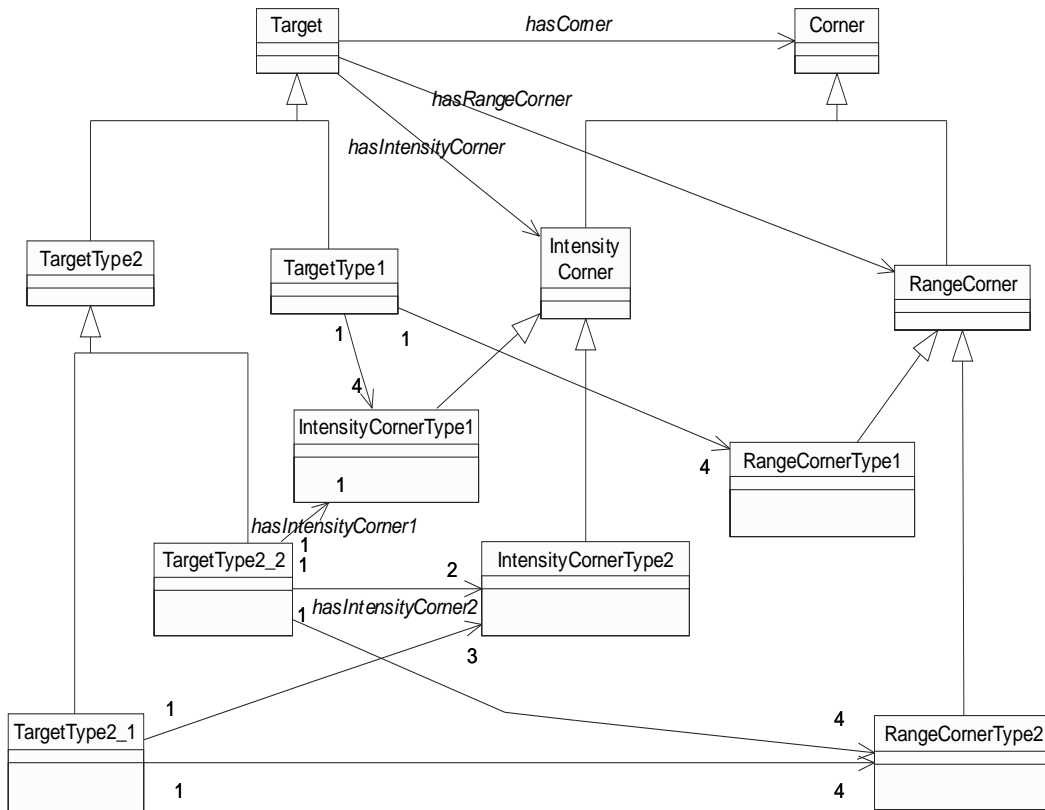 Target
hasCorner
Corner
hasRangeCorner
hasIntensityCorner
TargetType2
TargetType1
Intensity
Corner
RangeCorner
1
1
4
IntensityCornerType1
4
RangeCornerType1
1
hasIntensityCorner1
1
1
TargetType2_2
2
IntensityCornerType2
1
hasIntensityCorner2
3
1
4
TargetType2_1
RangeCornerType2
1
4